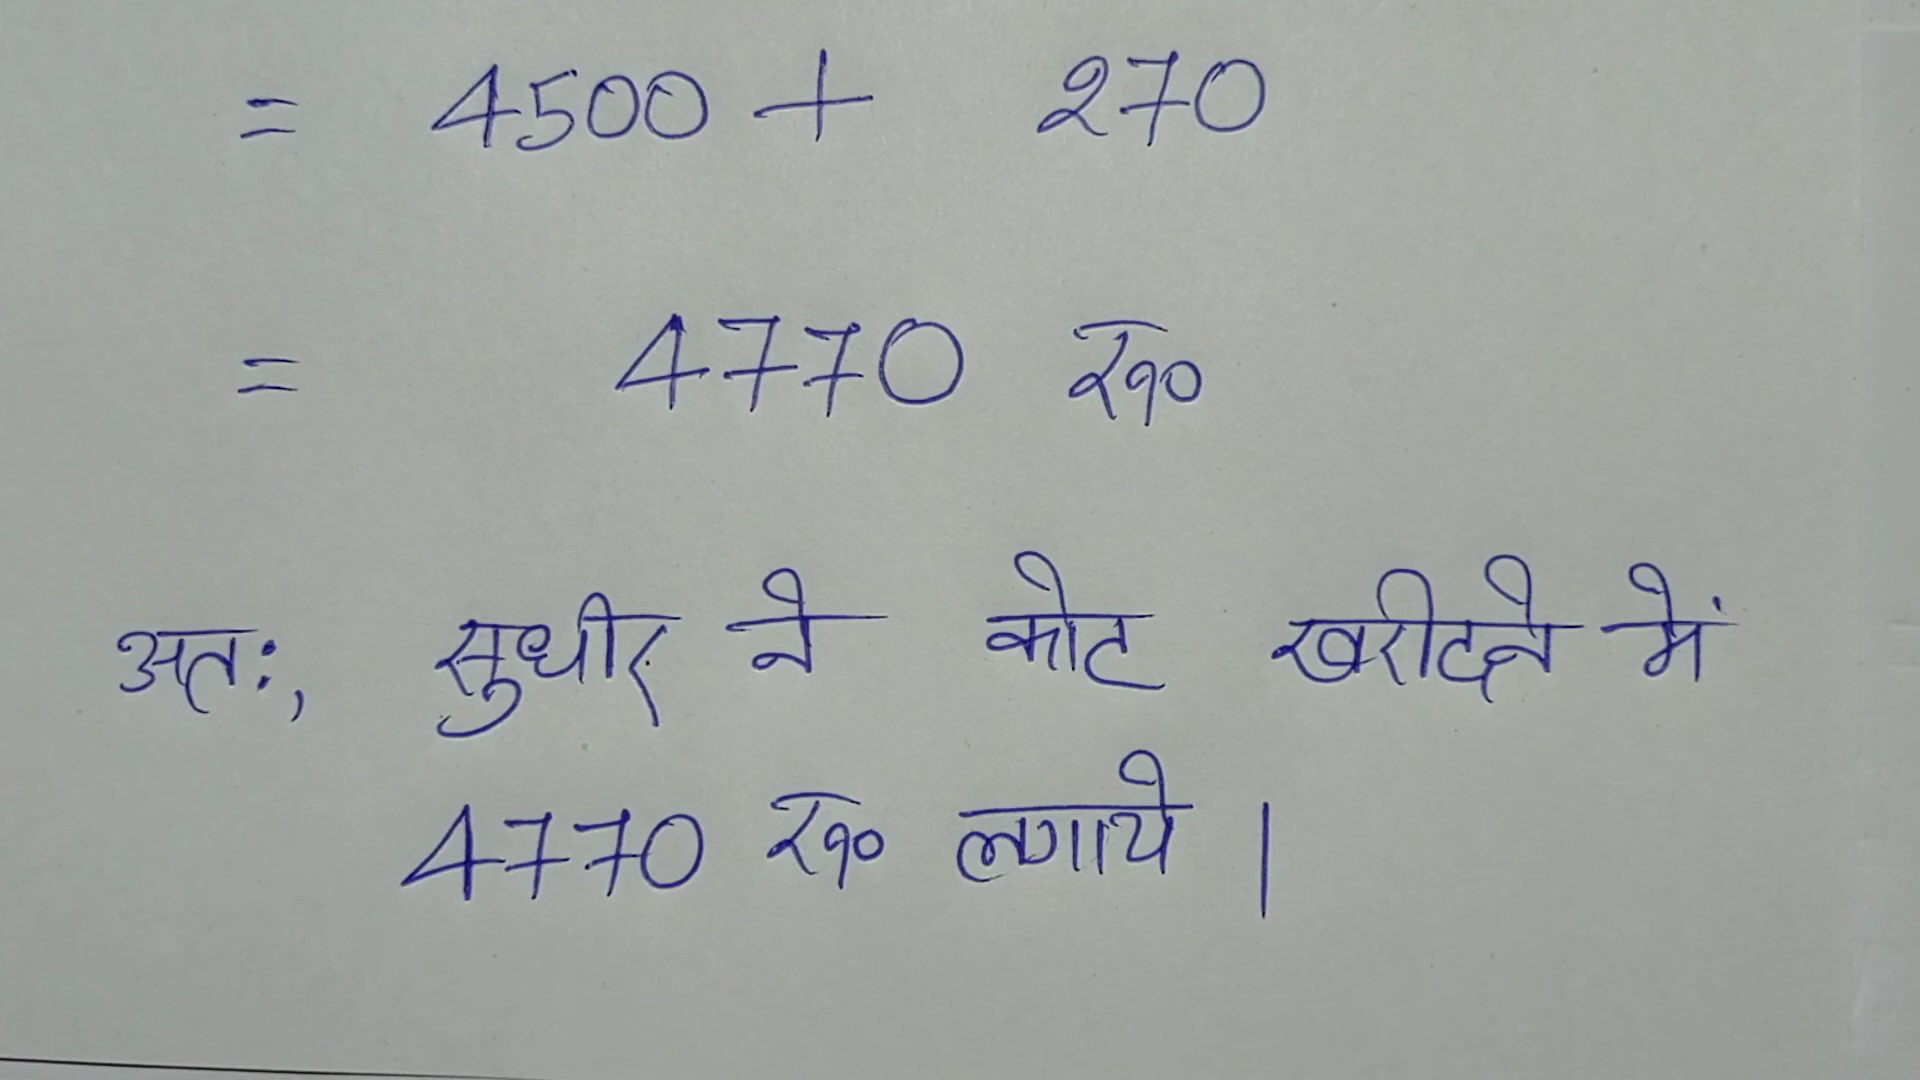 = 4500 + 270
= 4770 रु०
अतः, सुधीर ने कोट खरीदने में
4770 रु० लगाये ।